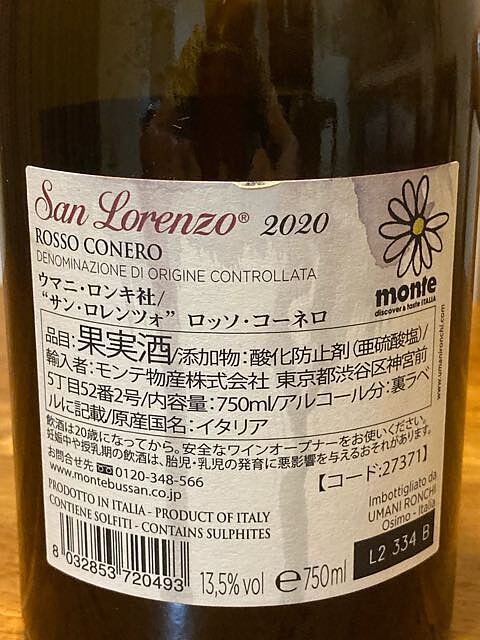 San Lorenzo® 2020
ROSSO CONERO
DENOMINAZIONE DI ORIGINE CONTROLLATA
monte
discover & taste ITALIA
ウマニ・ロンキ社/
“サン・ロレンツォ” ロッソ・コーネロ
www.umanironchi.com
品目:果実酒/添加物:酸化防止剤(亜硫酸塩)/
輸入者:モンテ物産株式会社 東京都渋谷区神宮前
5丁目52番2号/内容量:750ml/アルコール分:裏ラベ
ルに記載/原産国名:イタリア
飲酒は20歳になってから。安全なワインオープナーをお使いください。
妊娠中や授乳期の飲酒は、胎児・乳児の発育に悪影響を与えるおそれがあります。
お問合せ先 0120-348-566
www.montebussan.co.jp
【コード:27371】
PRODOTTO IN ITALIA - PRODUCT OF ITALY
CONTIENE SOLFITI - CONTAINS SULPHITES
Imbottigliato da
UMANI RONCHI
Osimo - Italia
8 032853 720493
13,5% vol e 750ml
L2 334 B